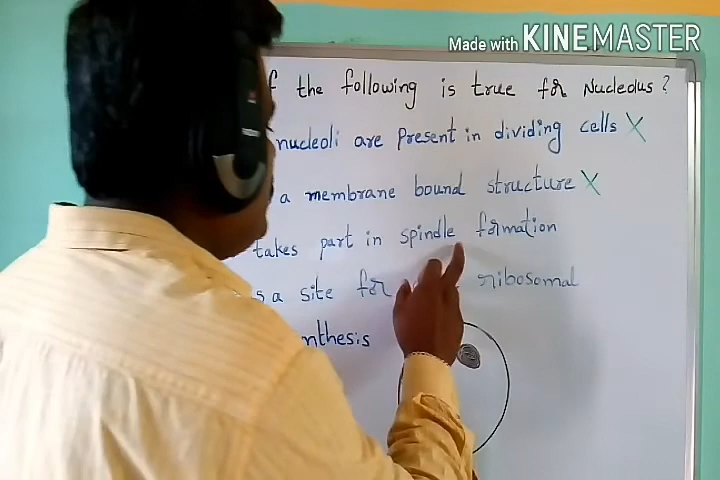 Made with KINEMASTER
the following is true for Nucleolus ?
nucleoli are present in dividing cells X
a membrane bound structure X
takes part in spindle formation
s a site for ribosomal
nthesis